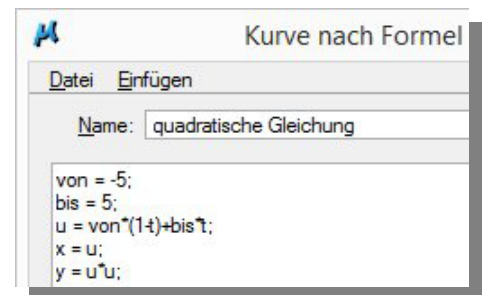 Kurve nach Formel
Datei Einfügen
Name: quadratische Gleichung
von = -5;
bis = 5;
u = von*(1-t)+bis*t;
x = u;
y = u*u;